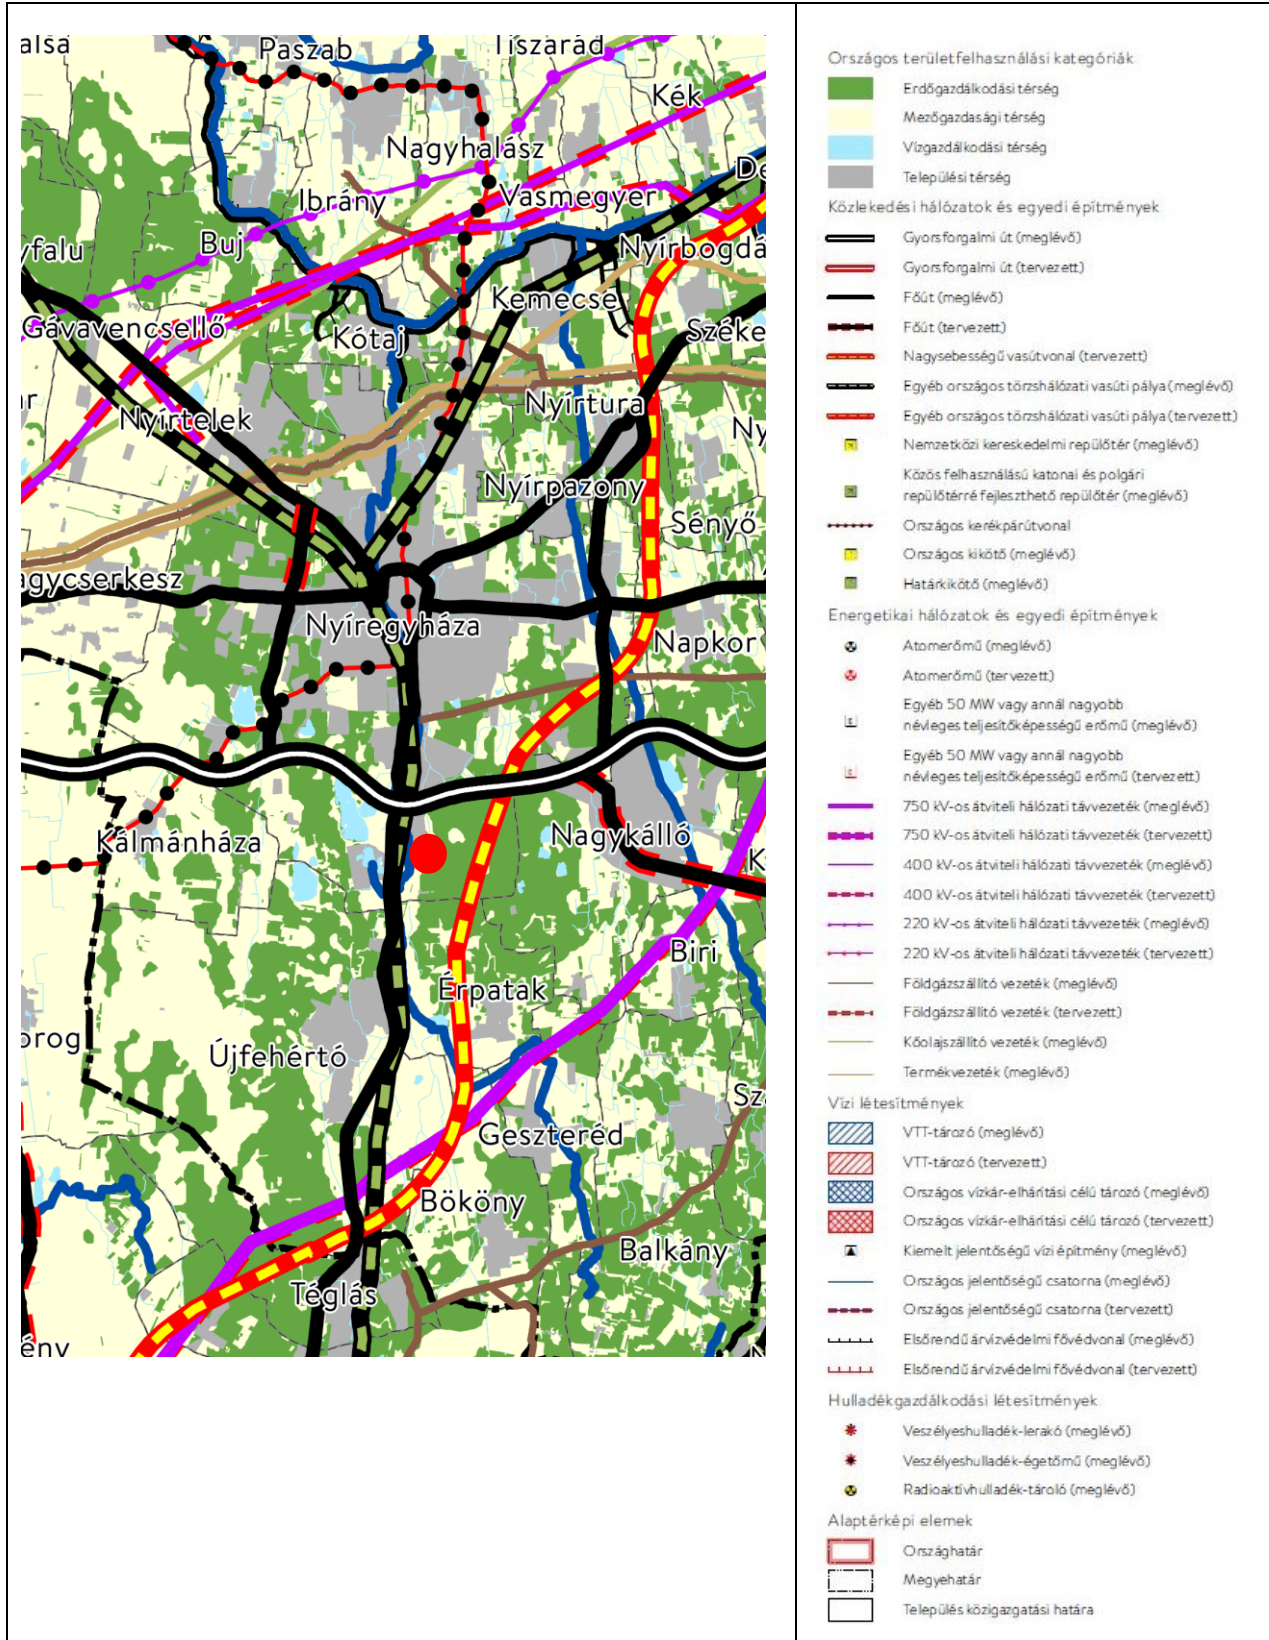 alsa
Paszab
Tiszarád
Kék
Nagyhalász
De
Ibrány
Vasmegyer
Buj
yfalu
Nyírbogdá
Kemecse
Gávavencsellő
Kótaj
Széke
ar
Nyírtelek
Nyírtura
Ny
Nyírpazony
Sényő
agycserkesz
Nyíregyháza
Napkor
Kálmánháza
Nagykálló
K
Biri
Érpatak
orog
Újfehértó
Sz
Geszteréd
Bököny
Balkány
Téglás
ény
N
Országos területfelhasználási kategóriák
Erdőgazdálkodási térség
Mezőgazdasági térség
Vízgazdálkodási térség
Települési térség
Közlekedési hálózatok és egyedi építmények
Gyorsforgalmi út (meglévő)
Gyorsforgalmi út (tervezett)
Főút (meglévő)
Főút (tervezett)
Nagysebességű vasútvonal (tervezett)
Egyéb országos törzshálózati vasúti pálya (meglévő)
Egyéb országos törzshálózati vasúti pálya (tervezett)
Nemzetközi kereskedelmi repülőtér (meglévő)
Közös felhasználású katonai és polgári
repülőtérré fejleszthető repülőtér (meglévő)
Országos kerékpárútvonal
Országos kikötő (meglévő)
Határkikötő (meglévő)
Energetikai hálózatok és egyedi építmények
Atomerőmű (meglévő)
Atomerőmű (tervezett)
Egyéb 50 MW vagy annál nagyobb
névleges teljesítőképességű erőmű (meglévő)
Egyéb 50 MW vagy annál nagyobb
névleges teljesítőképességű erőmű (tervezett)
750 kV-os átviteli hálózati távvezeték (meglévő)
750 kV-os átviteli hálózati távvezeték (tervezett)
400 kV-os átviteli hálózati távvezeték (meglévő)
400 kV-os átviteli hálózati távvezeték (tervezett)
220 kV-os átviteli hálózati távvezeték (meglévő)
220 kV-os átviteli hálózati távvezeték (tervezett)
Földgázszállító vezeték (meglévő)
Földgázszállító vezeték (tervezett)
Kőolajszállító vezeték (meglévő)
Termékvezeték (meglévő)
Vízi létesítmények
VTT-tározó (meglévő)
VTT-tározó (tervezett)
Országos vízkár-elhárítási célú tározó (meglévő)
Országos vízkár-elhárítási célú tározó (tervezett)
Kiemelt jelentőségű vízi építmény (meglévő)
Országos jelentőségű csatorna (meglévő)
Országos jelentőségű csatorna (tervezett)
Elsőrendű árvízvédelmi fővédvonal (meglévő)
Elsőrendű árvízvédelmi fővédvonal (tervezett)
Hulladékgazdálkodási létesítmények
Veszélyeshulladék-lerakó (meglévő)
Veszélyeshulladék-égetőmű (meglévő)
Radioaktívhulladék-tároló (meglévő)
Alaptérképi elemek
Országhatár
Megyehatár
Település közigazgatási határa